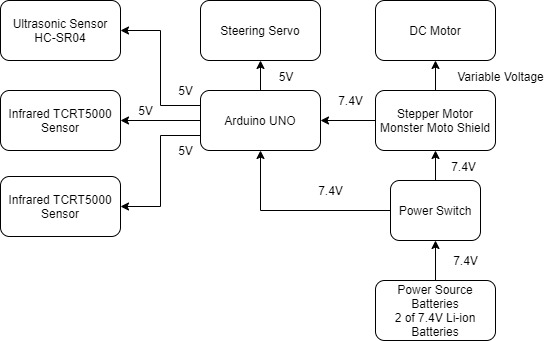 Ultrasonic Sensor
HC-SR04
Steering Servo
DC Motor
5V
5V
Variable Voltage
Infrared TCRT5000
Sensor
5V
Arduino UNO
7.4V
Stepper Motor
Monster Moto Shield
5V
7.4V
Infrared TCRT5000
Sensor
7.4V
Power Switch
7.4V
Power Source
Batteries
2 of 7.4V Li-ion
Batteries